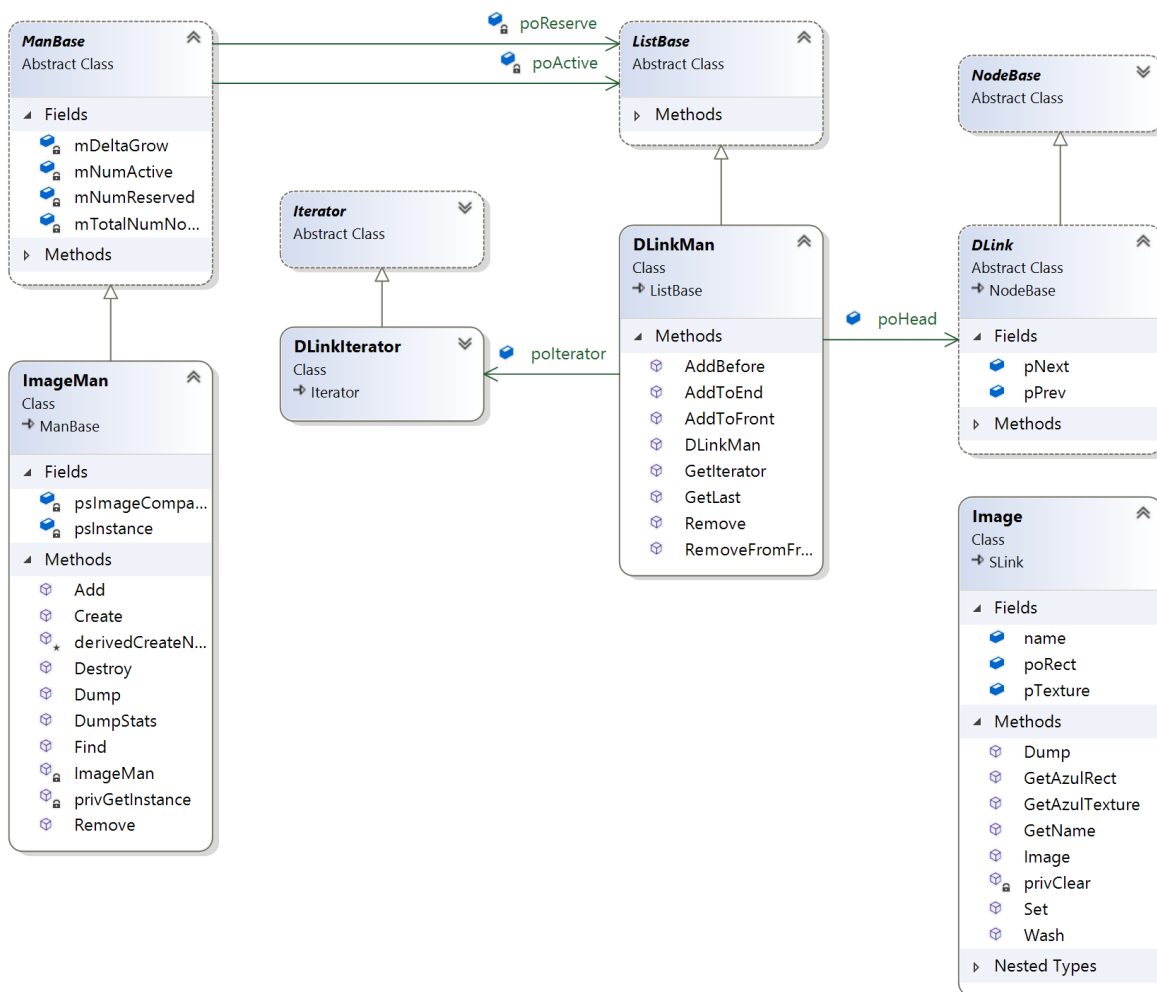 ManBase
Abstract Class
Fields
mDeltaGrow
mNumActive
mNumReserved
mTotalNumNo...
Methods
poReserve
poActive
ListBase
Abstract Class
Methods
NodeBase
Abstract Class
Iterator
Abstract Class
DLinkIterator
Class
Iterator
poIterator
DLinkMan
Class
ListBase
Methods
AddBefore
AddToEnd
AddToFront
DLinkMan
GetIterator
GetLast
Remove
RemoveFromFr...
poHead
DLink
Abstract Class
NodeBase
Fields
pNext
pPrev
Methods
ImageMan
Class
ManBase
Fields
psImageCompa...
psInstance
Methods
Add
Create
derivedCreateN...
Destroy
Dump
DumpStats
Find
ImageMan
privGetInstance
Remove
Image
Class
SLink
Fields
name
poRect
pTexture
Methods
Dump
GetAzulRect
GetAzulTexture
GetName
Image
privClear
Set
Wash
Nested Types